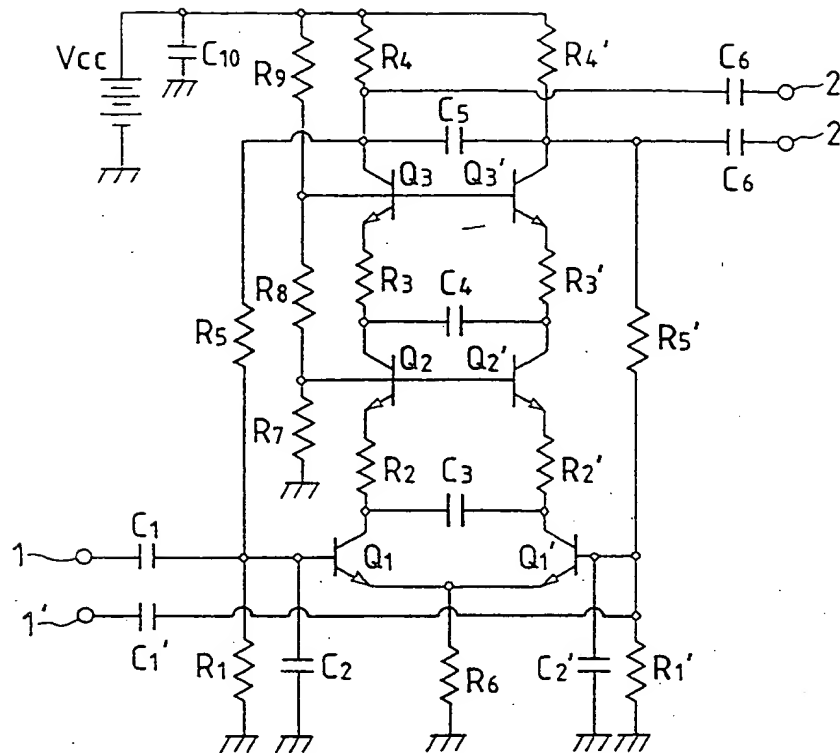 VCC
C10
R9
R4
R4'
C6
2
C5
C6
2
Q3
Q3'
R3
C4
R3'
R8
R5
R5'
Q2
Q2'
R7
R2
C3
R2'
C1
1
Q1
Q1'
1'
C1'
R1
C2
R6
C2'
R1'